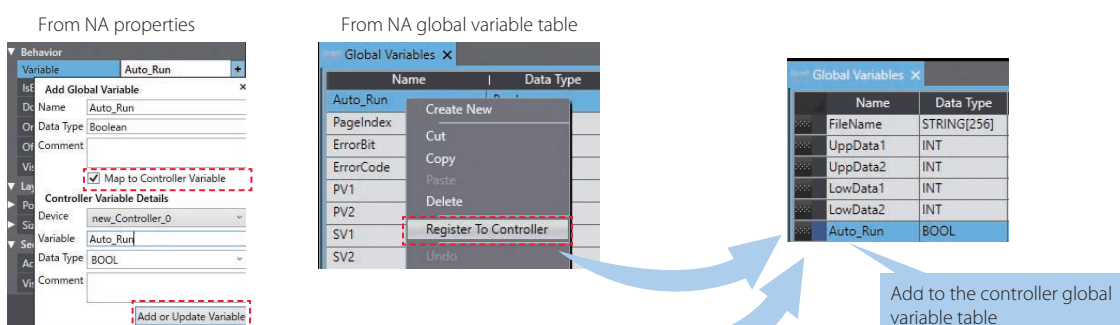 From NA properties
Behavior
Variable Auto_Run +
Add Global Variable ×
Name Auto_Run
Data Type Boolean
Comment
Map to Controller Variable
Controller Variable Details
Device new_Controller_0
Variable Auto_Run
Data Type BOOL
Comment
Add or Update Variable
From NA global variable table
Global Variables X
Name Data Type
Auto_Run
PageIndex
ErrorBit
ErrorCode
PV1
PV2
SV1
SV2
Create New
Cut
Copy
Paste
Delete
Register To Controller
Undo
Global Variables ×
Name Data Type
FileName STRING[256]
UppData1 INT
UppData2 INT
LowData1 INT
LowData2 INT
Auto_Run BOOL
Add to the controller global
variable table